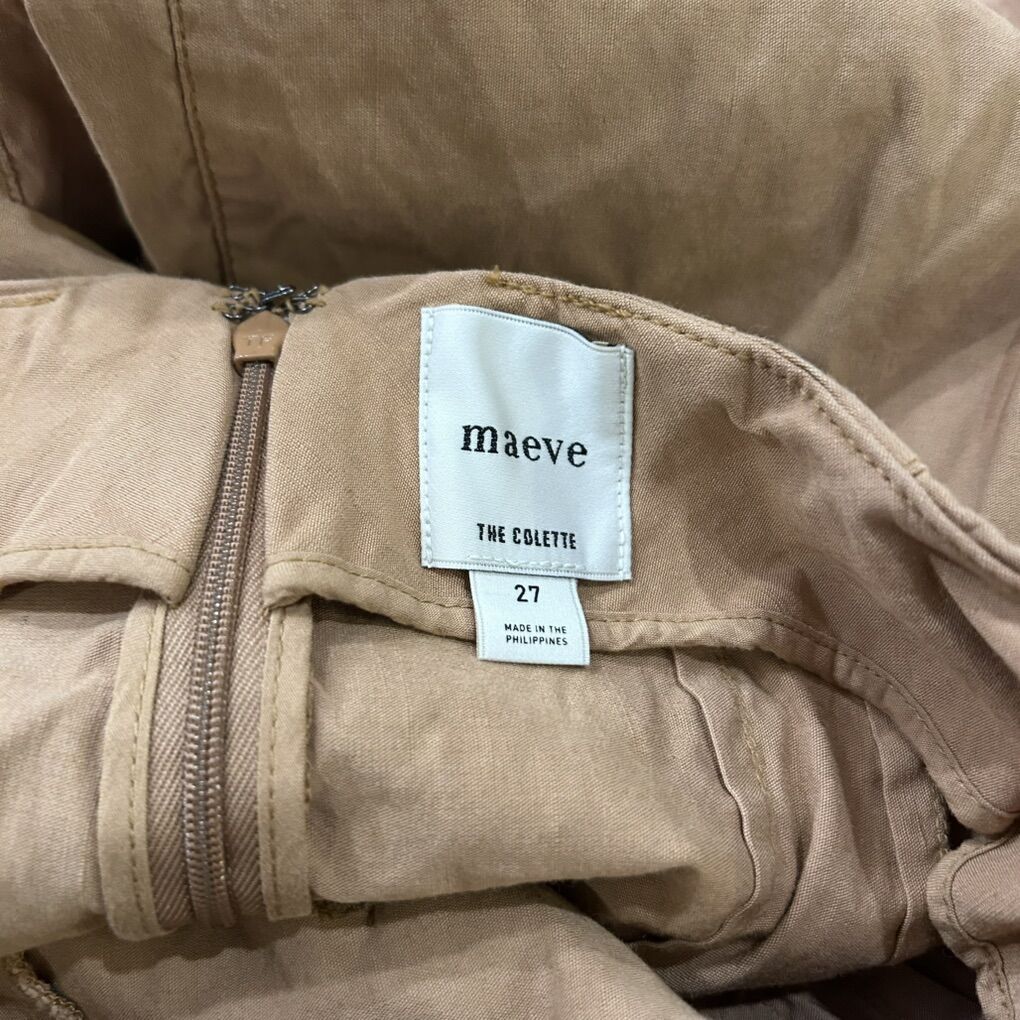 maeve
THE COLETTE
27
MADE IN THE
PHILIPPINES